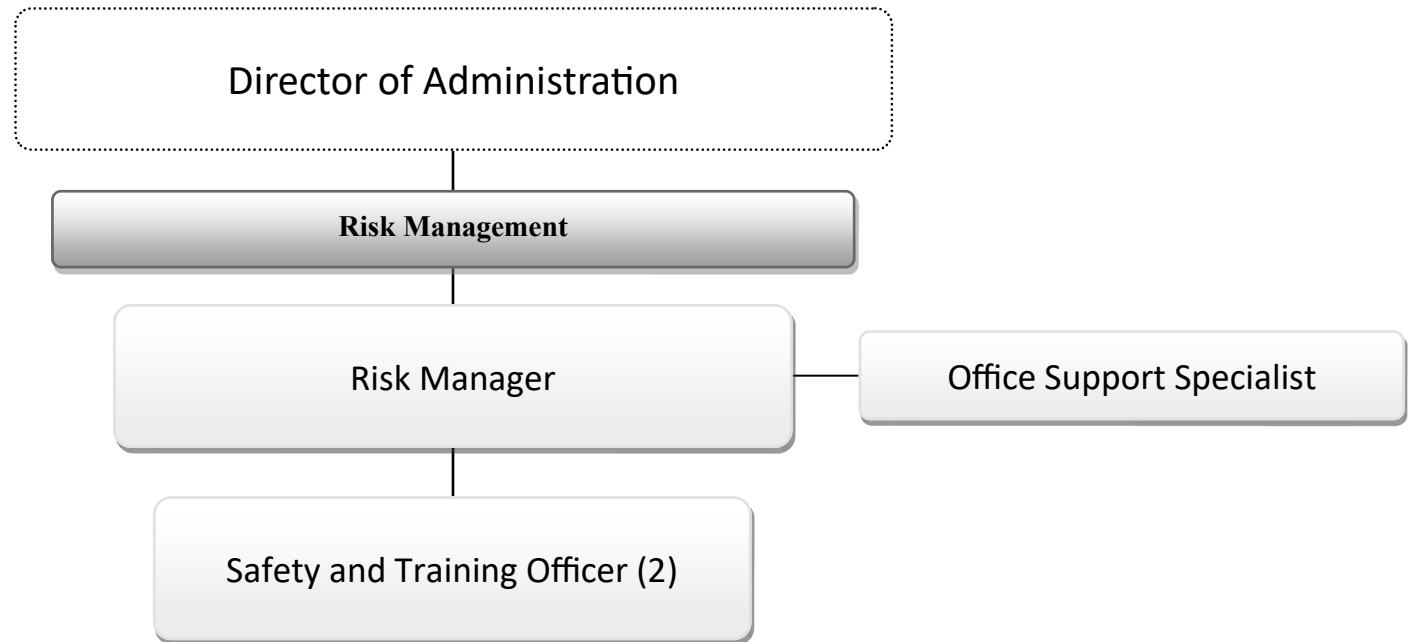 Director of Administration
Risk Management
Risk Manager
Office Support Specialist
Safety and Training Officer (2)